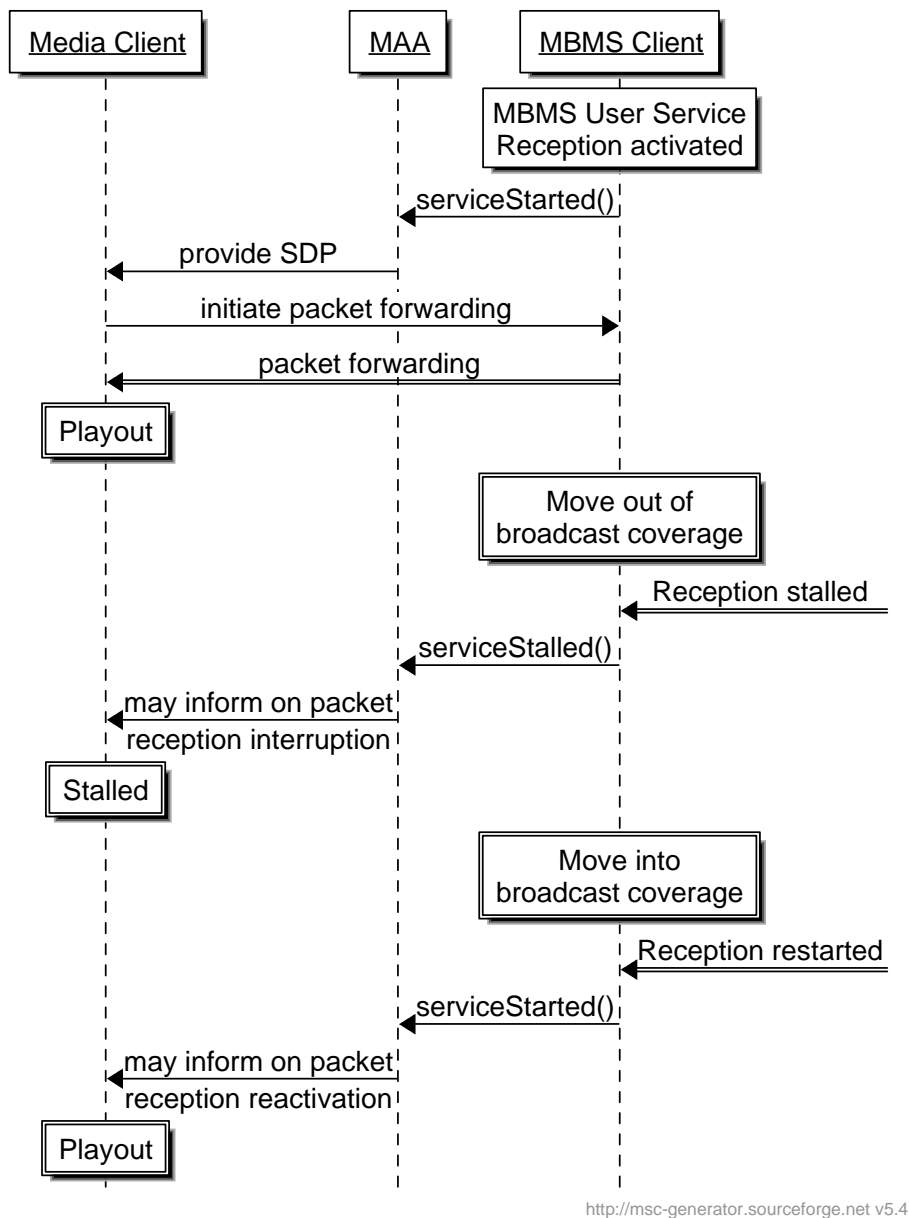 Media Client
MAA
MBMS Client
MBMS User Service
Reception activated
serviceStarted()
provide SDP
initiate packet forwarding
packet forwarding
Playout
Move out of
broadcast coverage
Reception stalled
serviceStalled()
may inform on packet
reception interruption
Stalled
Move into
broadcast coverage
Reception restarted
serviceStarted()
may inform on packet
reception reactivation
Playout
http://msc-generator.sourceforge.net v5.4